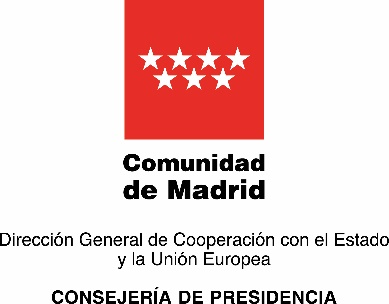 Comunidad
de Madrid
Dirección General de Cooperación con el Estado
y la Unión Europea
CONSEJERÍA DE PRESIDENCIA